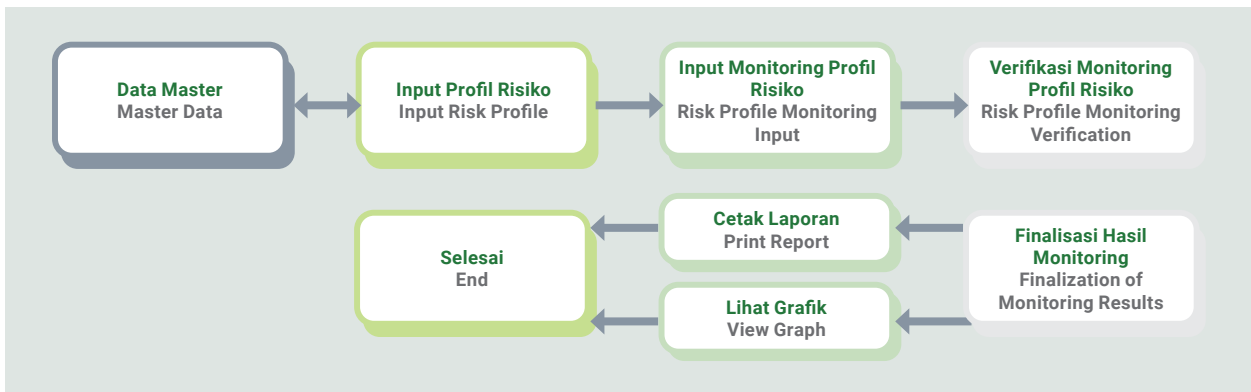 Data Master
Master Data
Input Profil Risiko
Input Risk Profile
Input Monitoring Profil
Risiko
Risk Profile Monitoring
Input
Verifikasi Monitoring
Profil Risiko
Risk Profile Monitoring
Verification
Selesai
End
Cetak Laporan
Print Report
Lihat Grafik
View Graph
Finalisasi Hasil
Monitoring
Finalization of
Monitoring Results